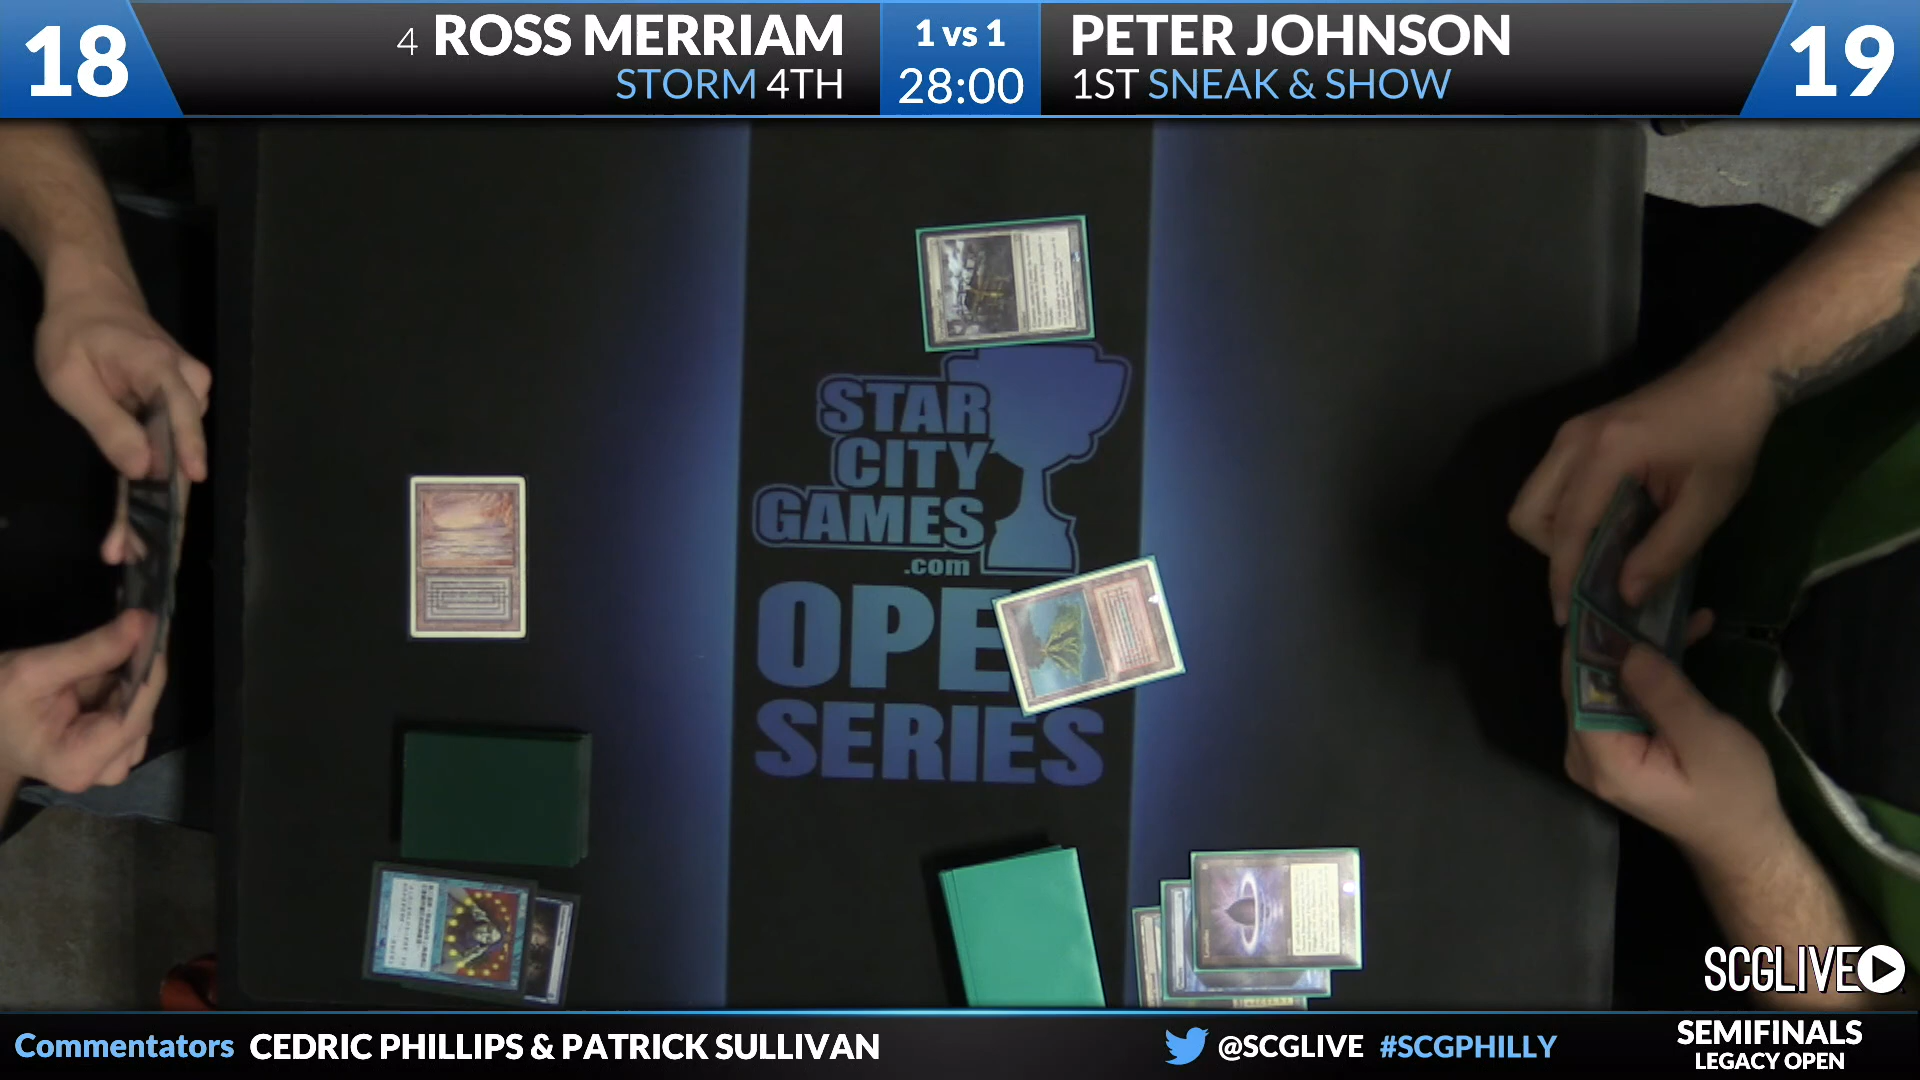 18
4 ROSS MERRIAM
STORM 4TH
1 vs 1
28:00
PETER JOHNSON
1ST SNEAK & SHOW
19
STAR
CITY
GAMES
.com
OPE
SERIES
SCGLIVE
Commentators CEDRIC PHILLIPS & PATRICK SULLIVAN
@SCGLIVE #SCGPHILLY
SEMIFINALS
LEGACY OPEN